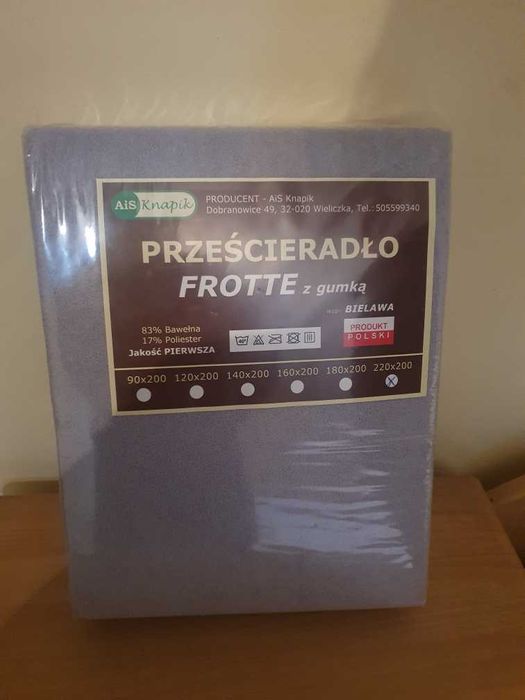 AiS Knapik
PRODUCENT - AiS Knapik
Dobranowice 49, 32-020 Wieliczka, Tel.: 505599340
PRZEŚCIERADŁO
FROTTE z gumką
BIELAWA
83% Bawełna
17% Poliester
Jakość PIERWSZA
PRODUKT
POLSKI
90x200 120x200 140x200 160x200 180x200 220x200